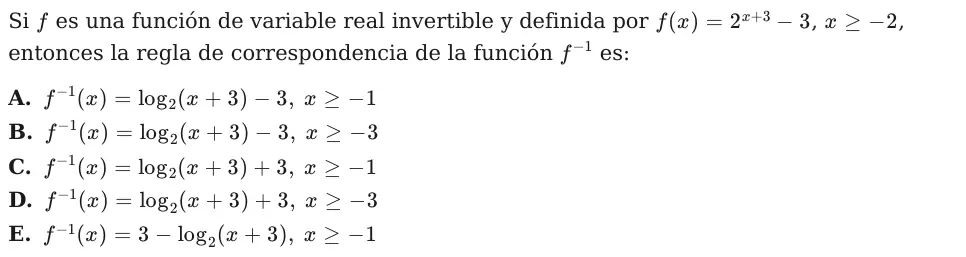 Si f es una función de variable real invertible y definida por f(x) = 2^{x+3} − 3, x ≥ −2,
entonces la regla de correspondencia de la función f^{−1} es:
A. f^{−1}(x) = log_2(x + 3) − 3, x ≥ −1
B. f^{−1}(x) = log_2(x + 3) − 3, x ≥ −3
C. f^{−1}(x) = log_2(x + 3) + 3, x ≥ −1
D. f^{−1}(x) = log_2(x + 3) + 3, x ≥ −3
E. f^{−1}(x) = 3 − log_2(x + 3), x ≥ −1